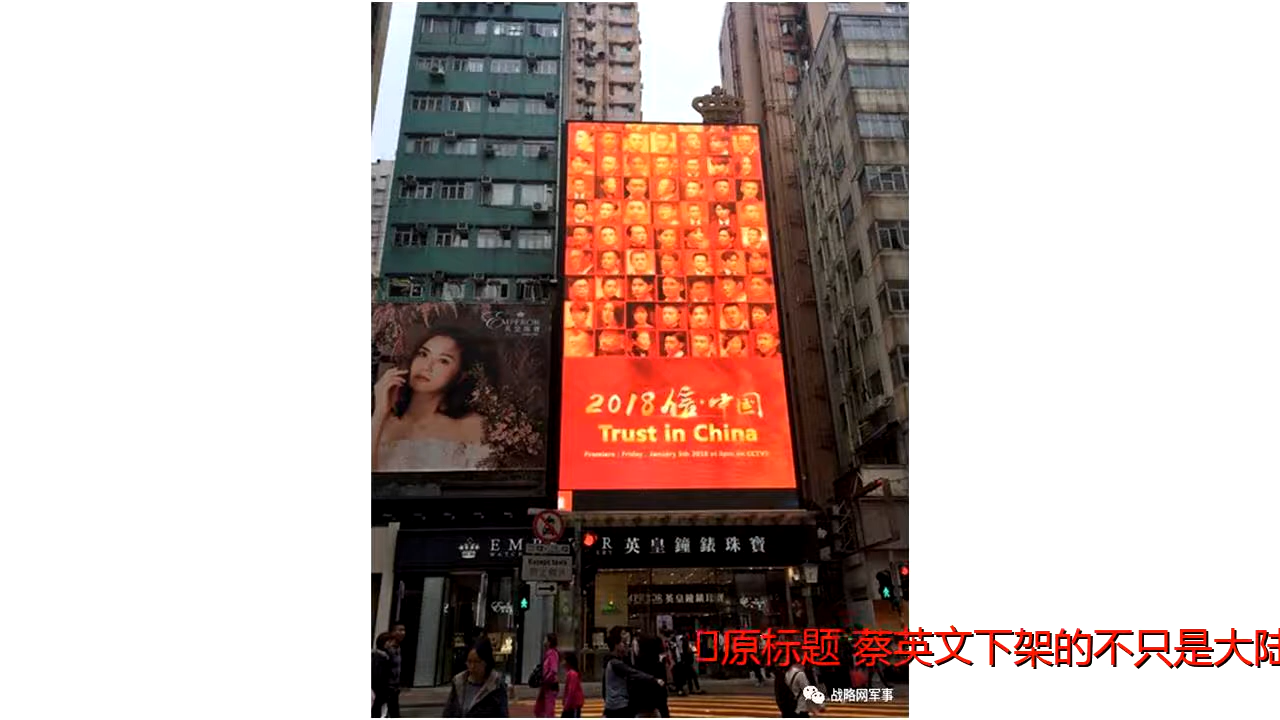 EMPEROR
英皇珠寶
2018信·中国
Trust in China
Premiere : Friday . January 5th 2018 at 8pm on CCTV3
EMPEROR 英皇鐘錶珠寶
Except taxis
英皇鐘錶珠寶
原标题 蔡英文下架的不只是大陆
战略网军事